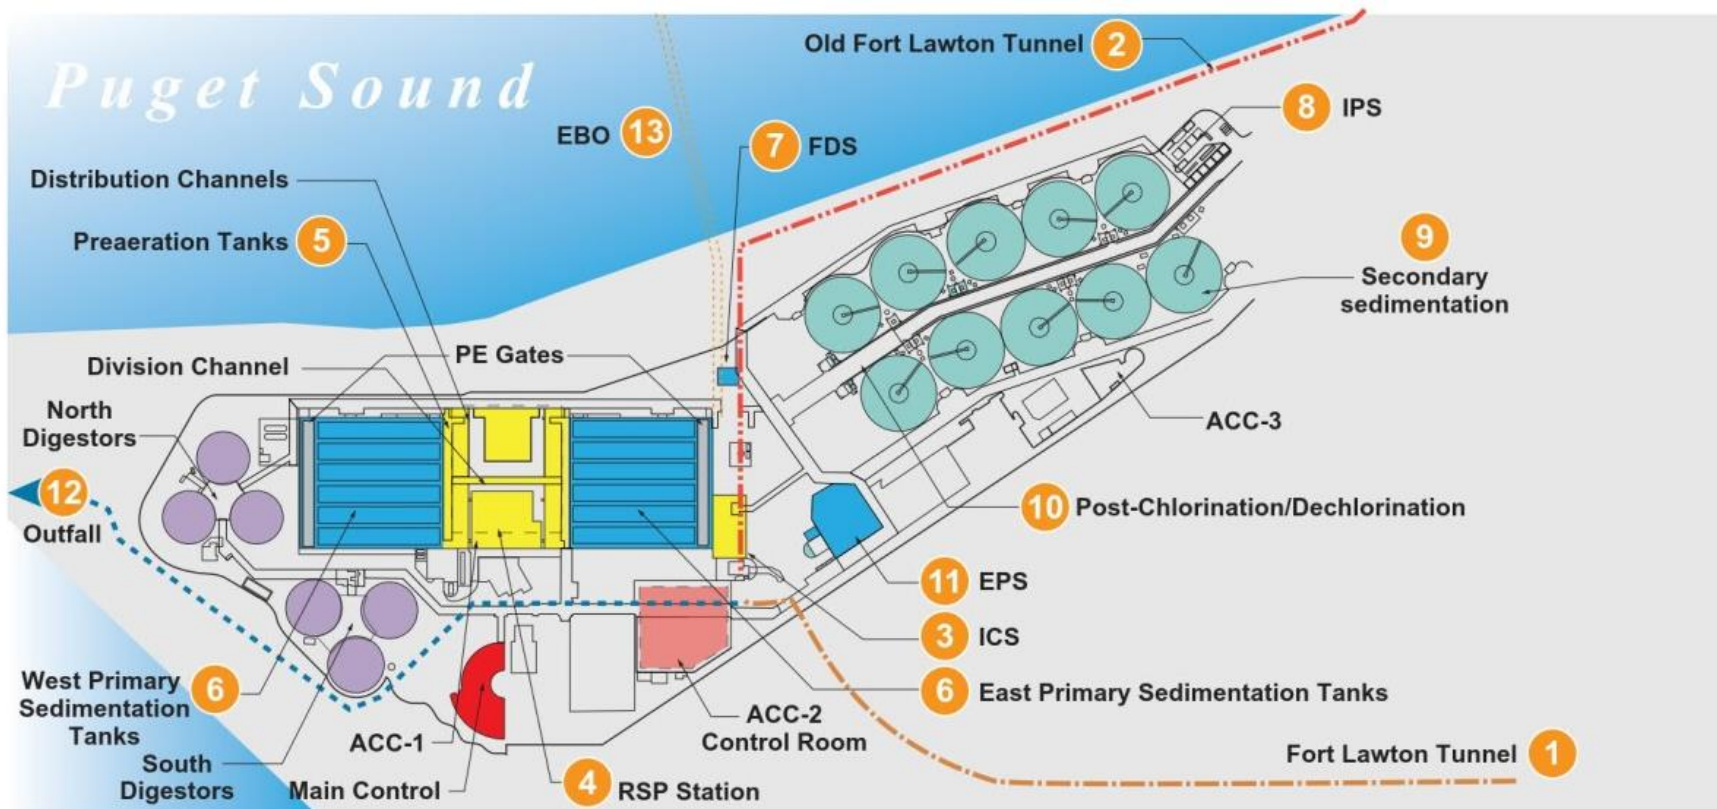 Old Fort Lawton Tunnel 2
Puget Sound
8 IPS
EBO 13
7 FDS
Distribution Channels
Preaeration Tanks 5
9
Secondary
sedimentation
PE Gates
Division Channel
North
Digestors
ACC-3
12
Outfall
10 Post-Chlorination/Dechlorination
11 EPS
3 ICS
West Primary
Sedimentation
Tanks
6
6 East Primary Sedimentation Tanks
ACC-2
Control Room
ACC-1
South
Digestors
Main Control
4 RSP Station
Fort Lawton Tunnel 1